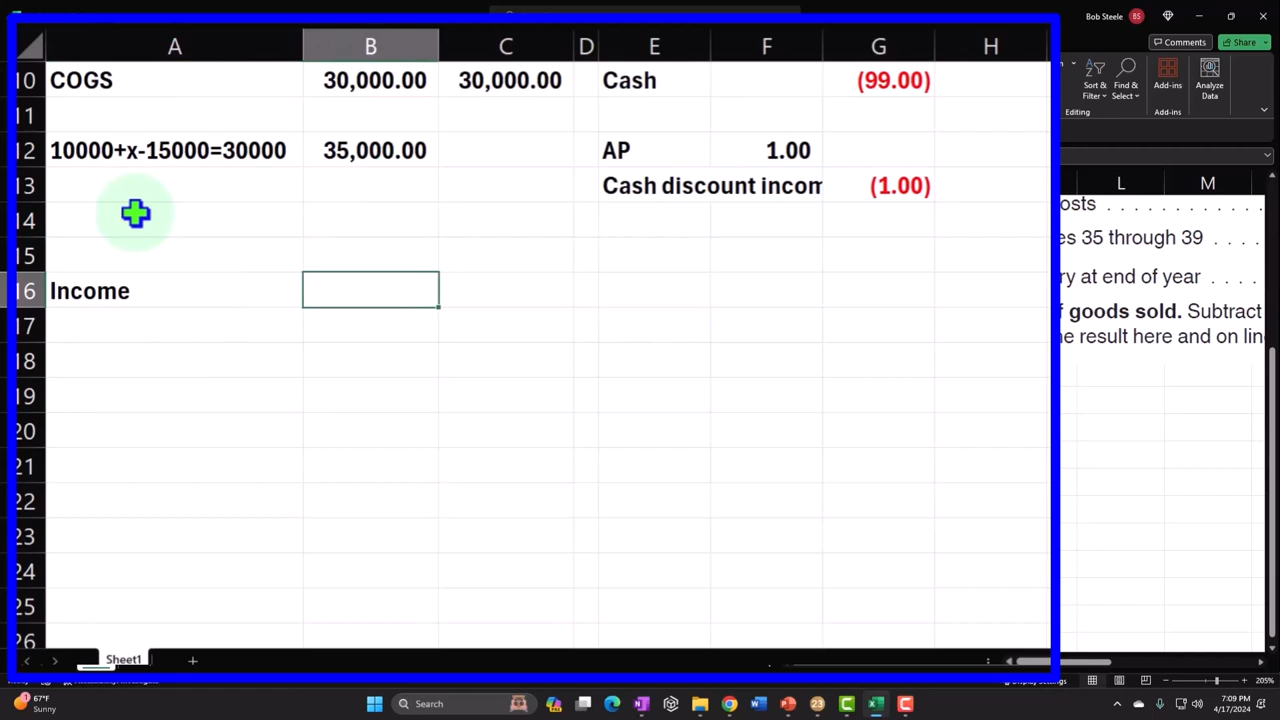 Bob Steele BS
Comments Share
Sort & Filter Find & Select Add-ins Analyze Data
Editing Add-ins
A B C D E F G H L M
10 COGS 30,000.00 30,000.00 Cash (99.00)
11
12 10000+x-15000=30000 35,000.00 AP 1.00
13 Cash discount incom (1.00)
14
15
16 Income
17
18
19
20
21
22
23
24
25
26
osts . . . . . . . . . . .
es 35 through 39 . . . .
ry at end of year . . . .
f goods sold. Subtract
ne result here and on lin
Sheet1
205%
67°F
Sunny
Search
7:09 PM
4/17/2024